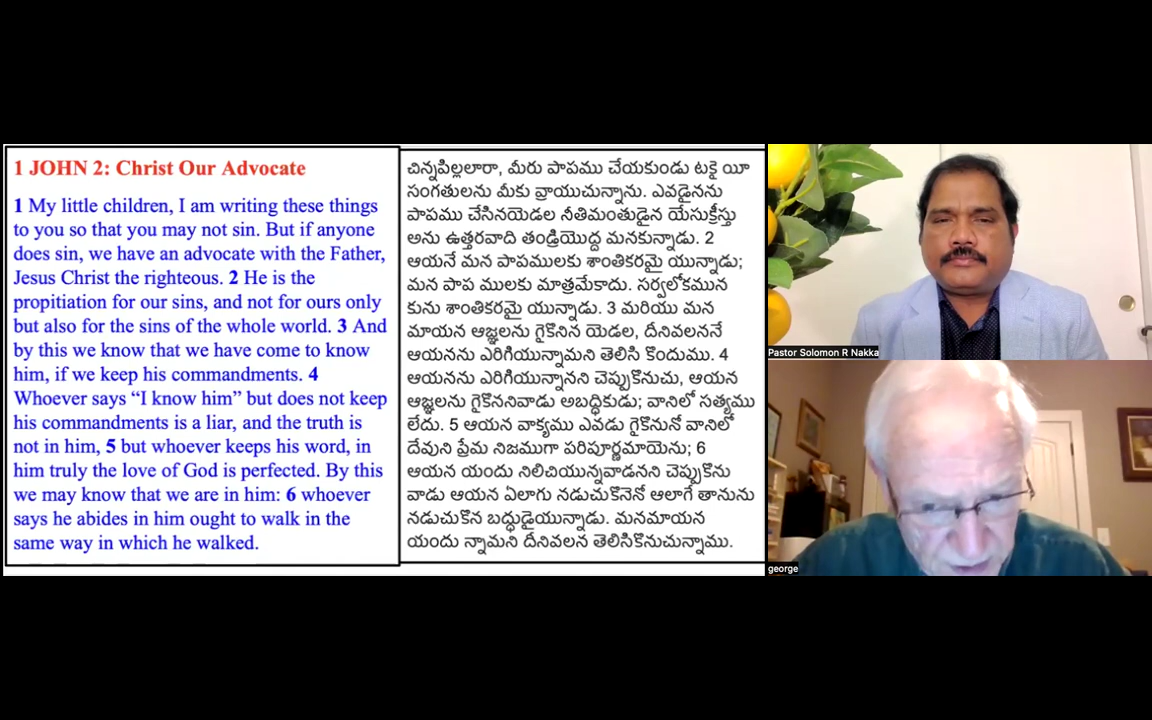 1 JOHN 2: Christ Our Advocate
1 My little children, I am writing these things
to you so that you may not sin. But if anyone
does sin, we have an advocate with the Father,
Jesus Christ the righteous. 2 He is the
propitiation for our sins, and not for ours only
but also for the sins of the whole world. 3 And
by this we know that we have come to know
him, if we keep his commandments. 4
Whoever says “I know him” but does not keep
his commandments is a liar, and the truth is
not in him, 5 but whoever keeps his word, in
him truly the love of God is perfected. By this
we may know that we are in him: 6 whoever
says he abides in him ought to walk in the
same way in which he walked.
చిన్నపిల్లలారా, మీరు పాపము చేయకుండు టకై యీ
సంగతులను మీకు వ్రాయుచున్నాను. ఎవడైనను
పాపము చేసినయెడల నీతిమంతుడైన యేసుక్రీస్తు
అను ఉత్తరవాది తండ్రియొద్ద మనకున్నాడు. 2
ఆయనే మన పాపములకు శాంతికరమై యున్నాడు;
మన పాప ములకు మాత్రమేకాదు. సర్వలోకమున
కును శాంతికరమై యున్నాడు. 3 మరియు మన
మాయన ఆజ్ఞలను గైకొనిన యెడల, దీనివలననే
ఆయనను ఎరిగియున్నామని తెలిసి కొందుము. 4
ఆయనను ఎరిగియున్నానని చెప్పుకొనుచు, ఆయన
ఆజ్ఞలను గైకొననివాడు అబద్ధికుడు; వానిలో సత్యము
లేదు. 5 ఆయన వాక్యము ఎవడు గైకొనునో వానిలో
దేవుని ప్రేమ నిజముగా పరిపూర్ణమాయెను; 6
ఆయన యందు నిలిచియున్నవాడనని చెప్పుకొను
వాడు ఆయన ఏలాగు నడుచుకొనెనో ఆలాగే తానును
నడుచుకొన బద్ధుడైయున్నాడు. మనమాయన
యందు న్నామని దీనివలన తెలిసికొనుచున్నాము.
Pastor Solomon R Nakka
george